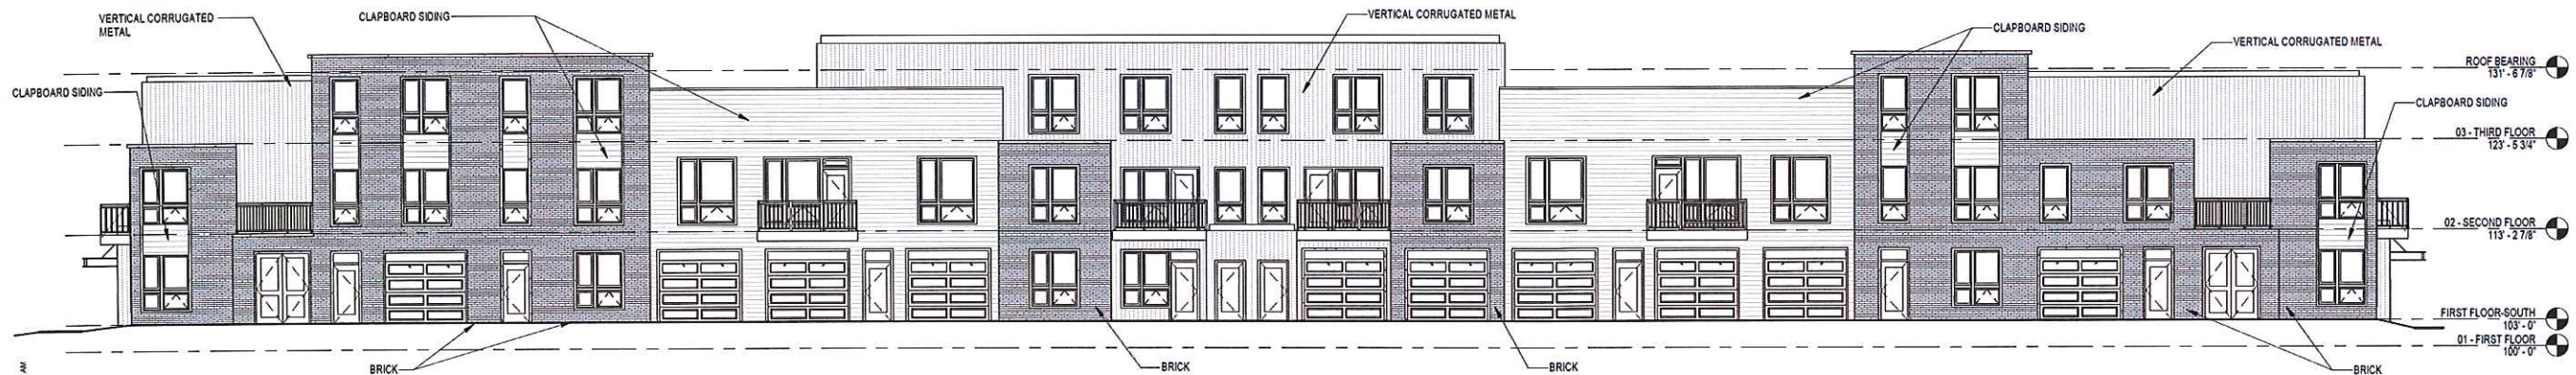 VERTICAL CORRUGATED
METAL
CLAPBOARD SIDING
VERTICAL CORRUGATED METAL
CLAPBOARD SIDING
VERTICAL CORRUGATED METAL
ROOF BEARING
131' - 6 7/8"
CLAPBOARD SIDING
CLAPBOARD SIDING
03 - THIRD FLOOR
123' - 5 3/4"
02 - SECOND FLOOR
113' - 2 7/8"
FIRST FLOOR-SOUTH
103' - 0"
01 - FIRST FLOOR
100' - 0"
BRICK
BRICK
BRICK
BRICK